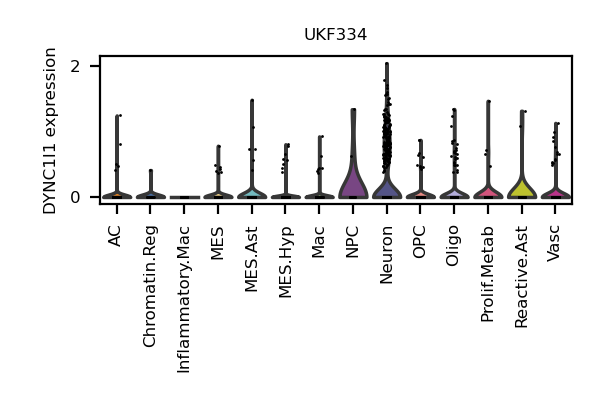 UKF334
DYNC1I1 expression
2
0
AC
Chromatin.Reg
Inflammatory.Mac
MES
MES.Ast
MES.Hyp
Mac
NPC
Neuron
OPC
Oligo
Prolif.Metab
Reactive.Ast
Vasc